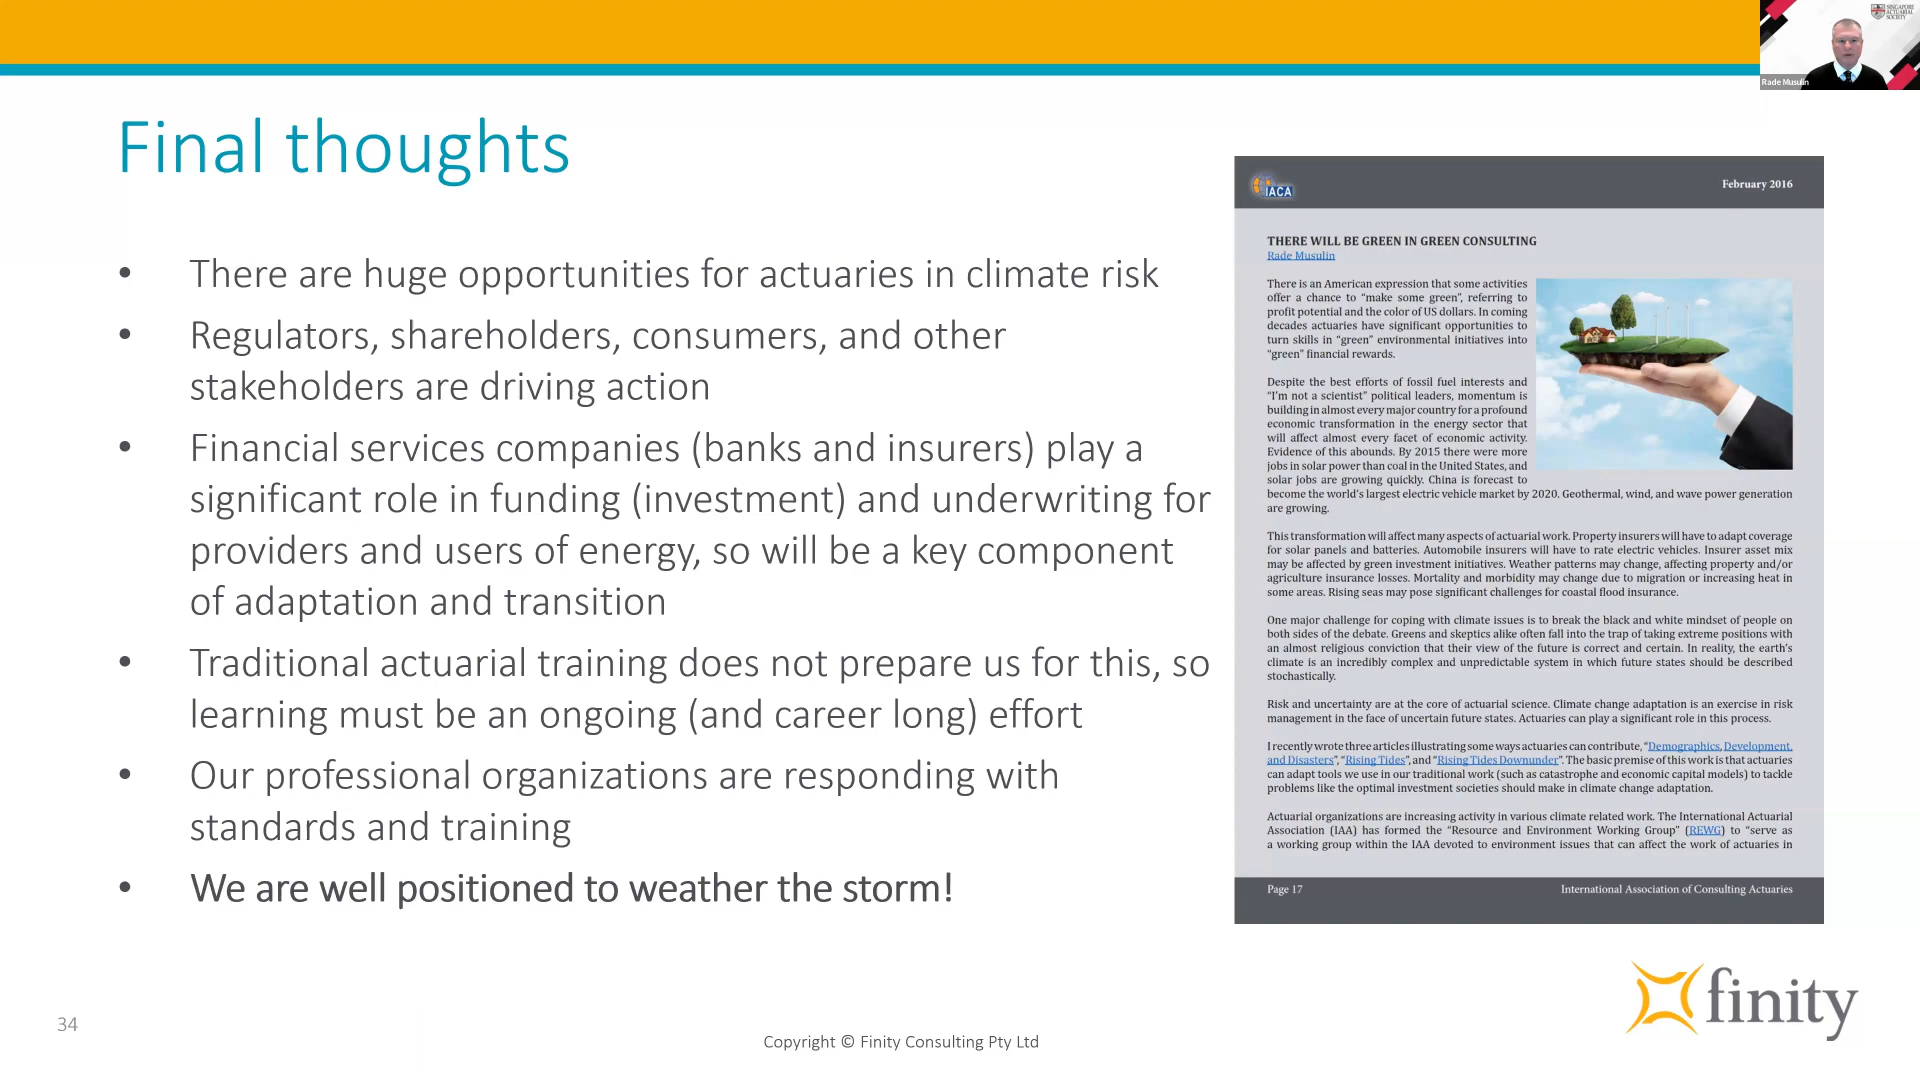 SINGAPORE
ACTUARIAL
SOCIETY
Rade Musulin
Final thoughts
• There are huge opportunities for actuaries in climate risk
• Regulators, shareholders, consumers, and other
stakeholders are driving action
• Financial services companies (banks and insurers) play a
significant role in funding (investment) and underwriting for
providers and users of energy, so will be a key component
of adaptation and transition
• Traditional actuarial training does not prepare us for this, so
learning must be an ongoing (and career long) effort
• Our professional organizations are responding with
standards and training
• We are well positioned to weather the storm!
IACA
February 2016
THERE WILL BE GREEN IN GREEN CONSULTING
Rade Musulin
There is an American expression that some activities
offer a chance to “make some green”, referring to
profit potential and the color of US dollars. In coming
decades actuaries have significant opportunities to
turn skills in “green” environmental initiatives into
“green” financial rewards.
Despite the best efforts of fossil fuel interests and
“I’m not a scientist” political leaders, momentum is
building in almost every major country for a profound
economic transformation in the energy sector that
will affect almost every facet of economic activity.
Evidence of this abounds. By 2015 there were more
jobs in solar power than coal in the United States, and
solar jobs are growing quickly. China is forecast to
become the world’s largest electric vehicle market by 2020. Geothermal, wind, and wave power generation
are growing.
This transformation will affect many aspects of actuarial work. Property insurers will have to adapt coverage
for solar panels and batteries. Automobile insurers will have to rate electric vehicles. Insurer asset mix
may be affected by green investment initiatives. Weather patterns may change, affecting property and/or
agriculture insurance losses. Mortality and morbidity may change due to migration or increasing heat in
some areas. Rising seas may pose significant challenges for coastal flood insurance.
One major challenge for coping with climate issues is to break the black and white mindset of people on
both sides of the debate. Greens and skeptics alike often fall into the trap of taking extreme positions with
an almost religious conviction that their view of the future is correct and certain. In reality, the earth’s
climate is an incredibly complex and unpredictable system in which future states should be described
stochastically.
Risk and uncertainty are at the core of actuarial science. Climate change adaptation is an exercise in risk
management in the face of uncertain future states. Actuaries can play a significant role in this process.
I recently wrote three articles illustrating some ways actuaries can contribute, “Demographics, Development,
and Disasters”, “Rising Tides”, and “Rising Tides Downunder”. The basic premise of this work is that actuaries
can adapt tools we use in our traditional work (such as catastrophe and economic capital models) to tackle
problems like the optimal investment societies should make in climate change adaptation.
Actuarial organizations are increasing activity in various climate related work. The International Actuarial
Association (IAA) has formed the “Resource and Environment Working Group” (REWG) to “serve as
a working group within the IAA devoted to environment issues that can affect the work of actuaries in
Page 17
International Association of Consulting Actuaries
finity
34
Copyright © Finity Consulting Pty Ltd